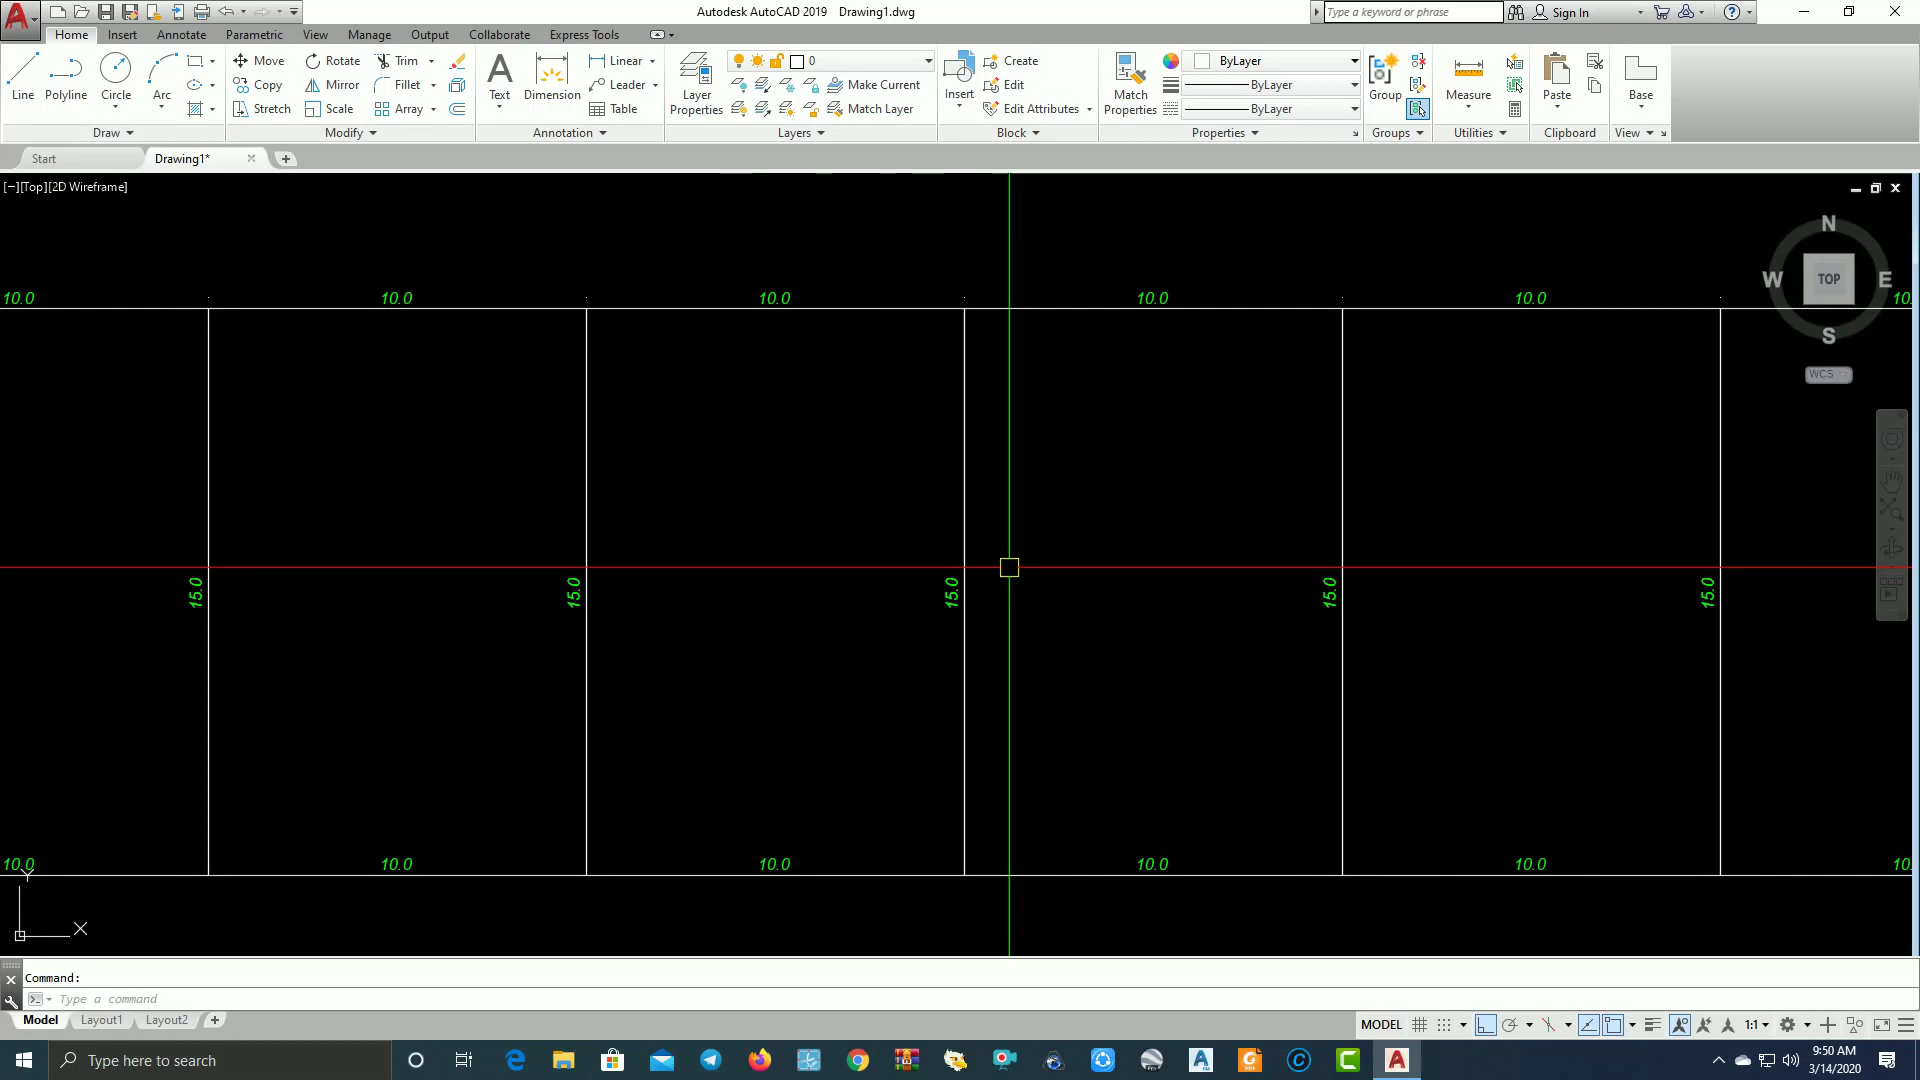 Autodesk AutoCAD 2019 Drawing1.dwg
Type a keyword or phrase
Sign In
Home Insert Annotate Parametric View Manage Output Collaborate Express Tools
Line Polyline Circle Arc
Draw
Move Rotate Trim
Copy Mirror Fillet
Stretch Scale Array
Modify
Text Dimension
Linear
Leader
Table
Annotation
Layer Properties
0
Make Current
Match Layer
Layers
Insert
Create
Edit
Edit Attributes
Block
Match Properties
ByLayer
ByLayer
ByLayer
Properties
Group
Groups
Measure
Utilities
Paste
Clipboard
Base
View
Start Drawing1*
[−][Top][2D Wireframe]
N
W TOP E
S
WCS
10.0 10.0 10.0 10.0 10.0 10.
15.0 15.0 15.0 15.0 15.0
10.0 10.0 10.0 10.0 10.0 10.
Y
X
Command:
Type a command
Model Layout1 Layout2
MODEL 1:1
Type here to search
9:50 AM
3/14/2020